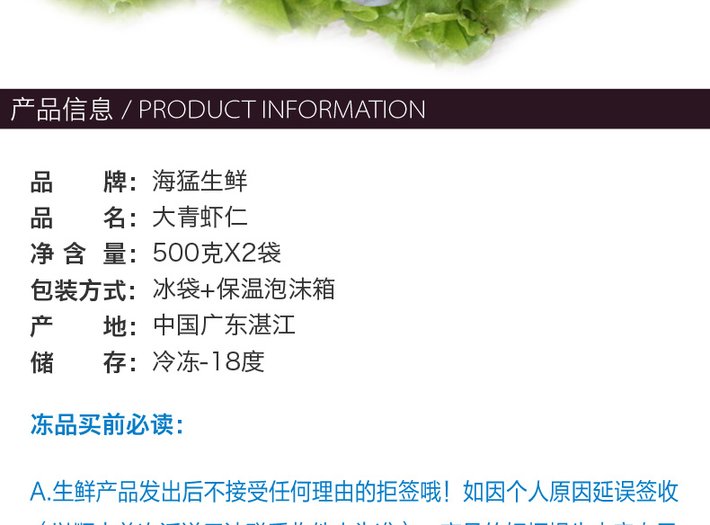 产品信息 / PRODUCT INFORMATION
品 牌：海猛生鲜
品 名：大青虾仁
净 含 量：500克X2袋
包装方式：冰袋+保温泡沫箱
产 地：中国广东湛江
储 存：冷冻-18度
冻品买前必读：
A.生鲜产品发出后不接受任何理由的拒签哦！如因个人原因延误签收